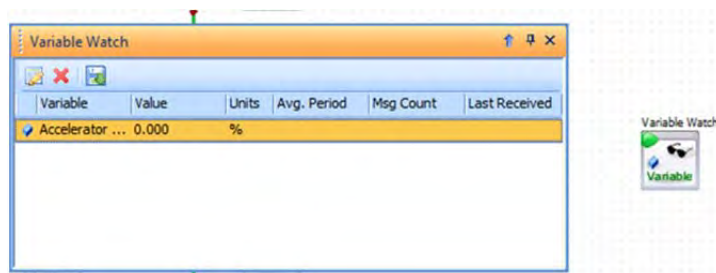 Variable Watch
Variable Value Units Avg. Period Msg Count Last Received
Accelerator ... 0.000 %
Variable Watch
Variable